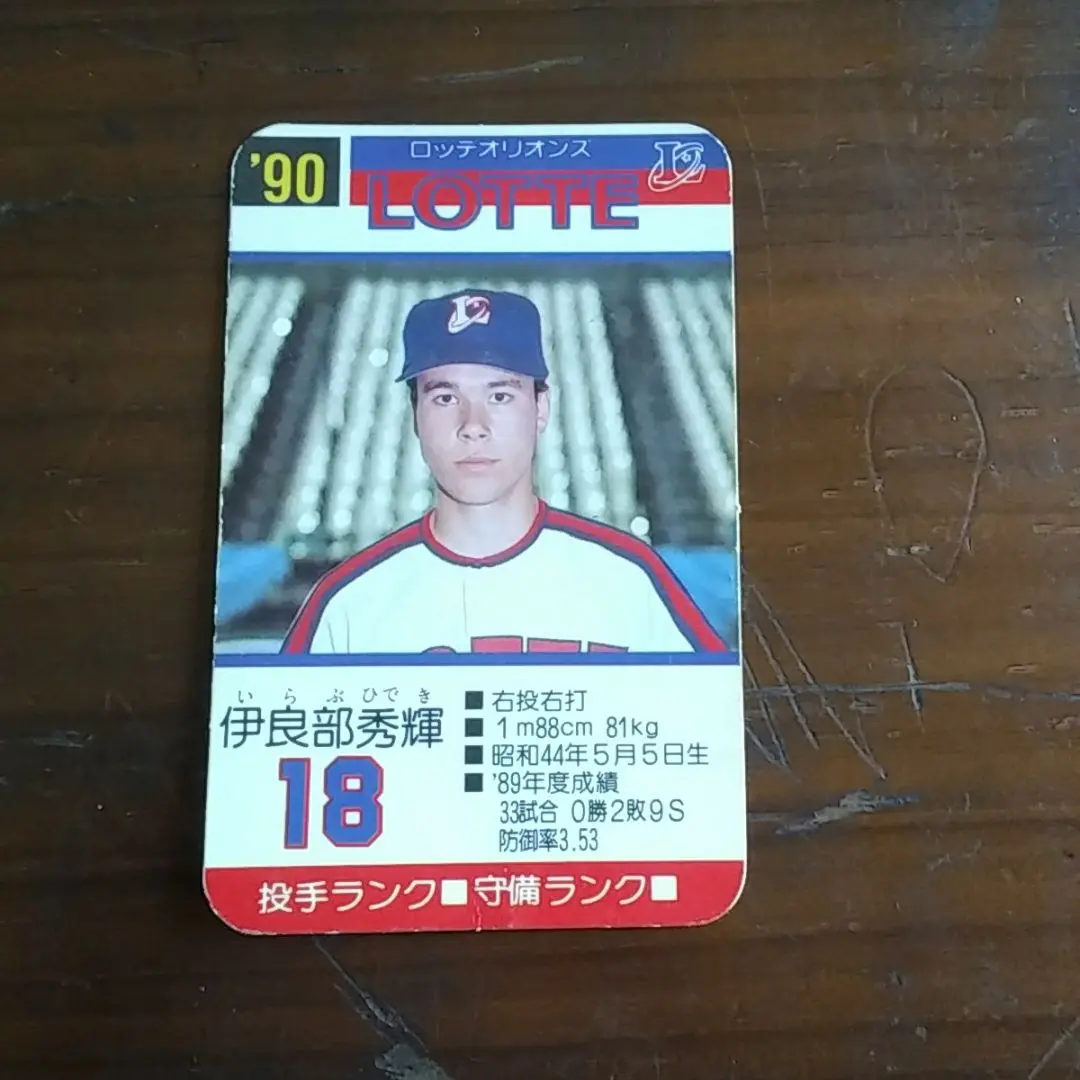 '90
ロッテオリオンズ
LOTTE
いらぶひでき
伊良部秀輝
18
■右投右打
■1m88cm 81kg
■昭和44年5月5日生
■'89年度成績
33試合 0勝2敗9S
防御率3.53
投手ランク■守備ランク■